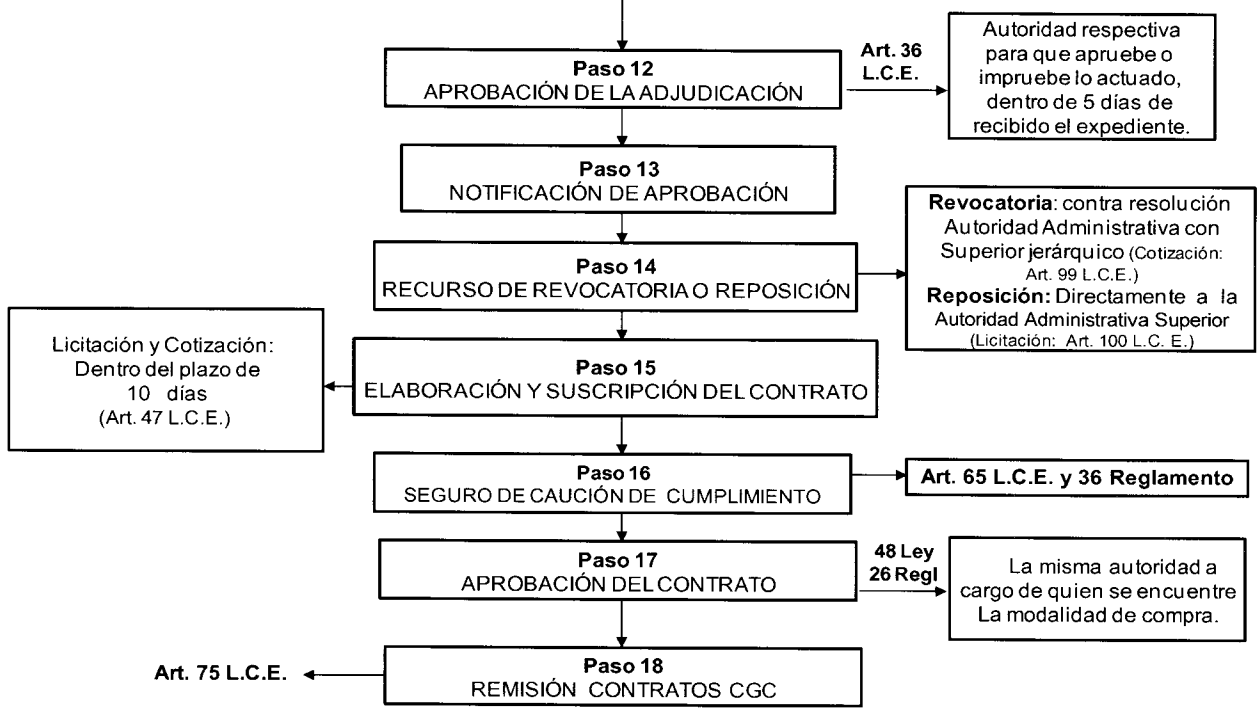 Paso 12
APROBACIÓN DE LA ADJUDICACIÓN
Art. 36
L.C.E.
Autoridad respectiva
para que apruebe o
impruebe lo actuado,
dentro de 5 días de
recibido el expediente.
Paso 13
NOTIFICACIÓN DE APROBACIÓN
Paso 14
RECURSO DE REVOCATORIA O REPOSICIÓN
Revocatoria: contra resolución
Autoridad Administrativa con
Superior jerárquico (Cotización:
Art. 99 L.C.E.)
Reposición: Directamente a la
Autoridad Administrativa Superior
(Licitación: Art. 100 L.C. E.)
Paso 15
ELABORACIÓN Y SUSCRIPCIÓN DEL CONTRATO
Licitación y Cotización:
Dentro del plazo de
10 días
(Art. 47 L.C.E.)
Paso 16
SEGURO DE CAUCIÓN DE CUMPLIMIENTO
Art. 65 L.C.E. y 36 Reglamento
Paso 17
APROBACIÓN DEL CONTRATO
48 Ley
26 Regl
La misma autoridad a
cargo de quien se encuentre
La modalidad de compra.
Paso 18
REMISIÓN CONTRATOS CGC
Art. 75 L.C.E.